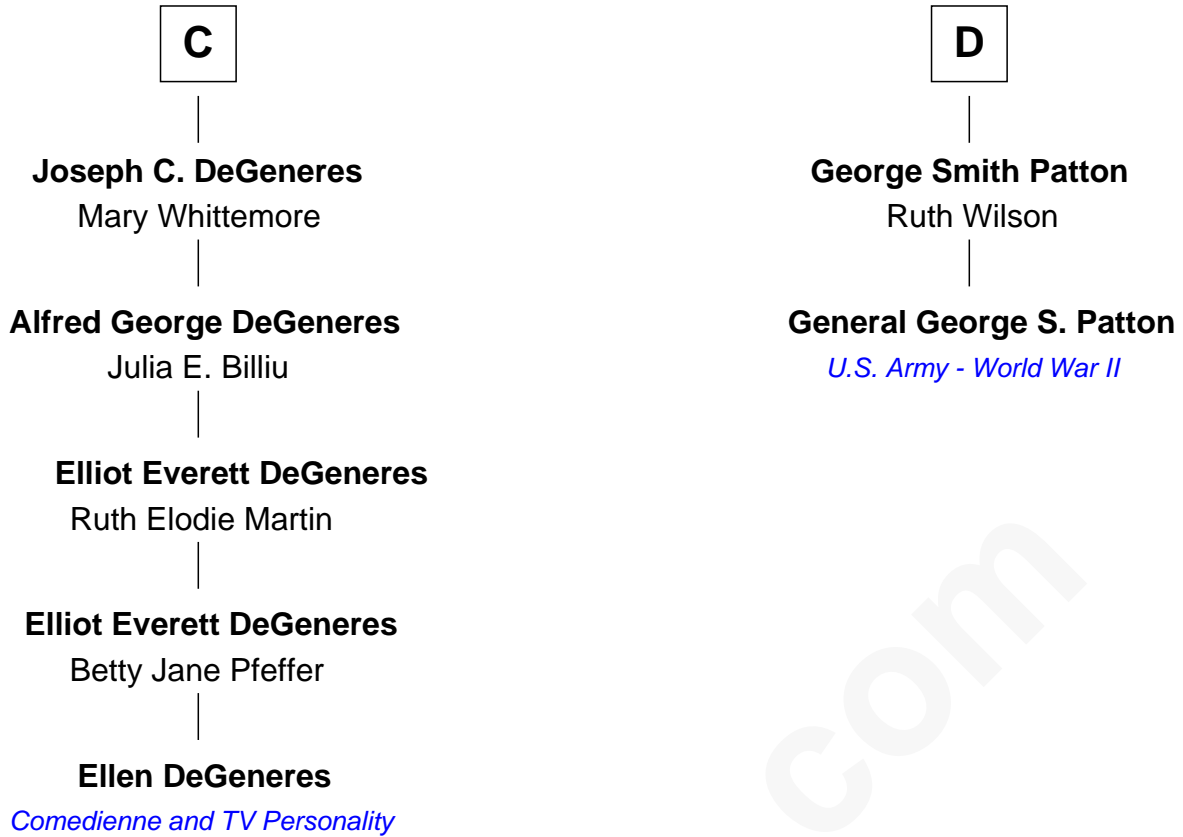 C
Joseph C. DeGeneres
Mary Whittemore
Alfred George DeGeneres
Julia E. Billiu
Elliot Everett DeGeneres
Ruth Elodie Martin
Elliot Everett DeGeneres
Betty Jane Pfeffer
Ellen DeGeneres
Comedienne and TV Personality
D
George Smith Patton
Ruth Wilson
General George S. Patton
U.S. Army - World War II
com